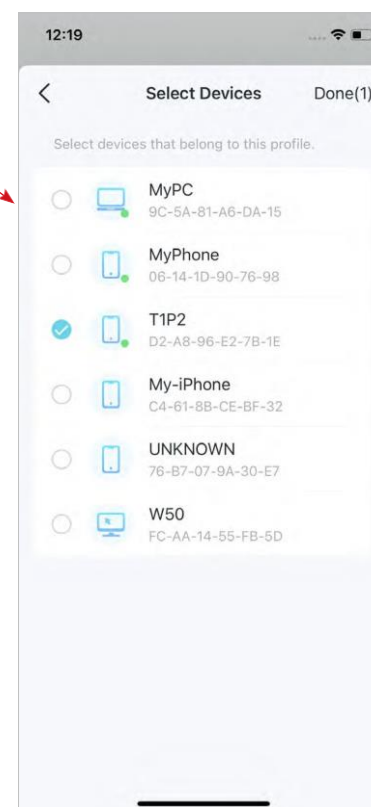 12:19
Select Devices Done(1)
Select devices that belong to this profile.
MyPC
9C-5A-81-A6-DA-15
MyPhone
06-14-1D-90-76-98
T1P2
D2-A8-96-E2-7B-1E
My-iPhone
C4-61-8B-CE-BF-32
UNKNOWN
76-B7-07-9A-30-E7
W50
FC-AA-14-55-FB-5D